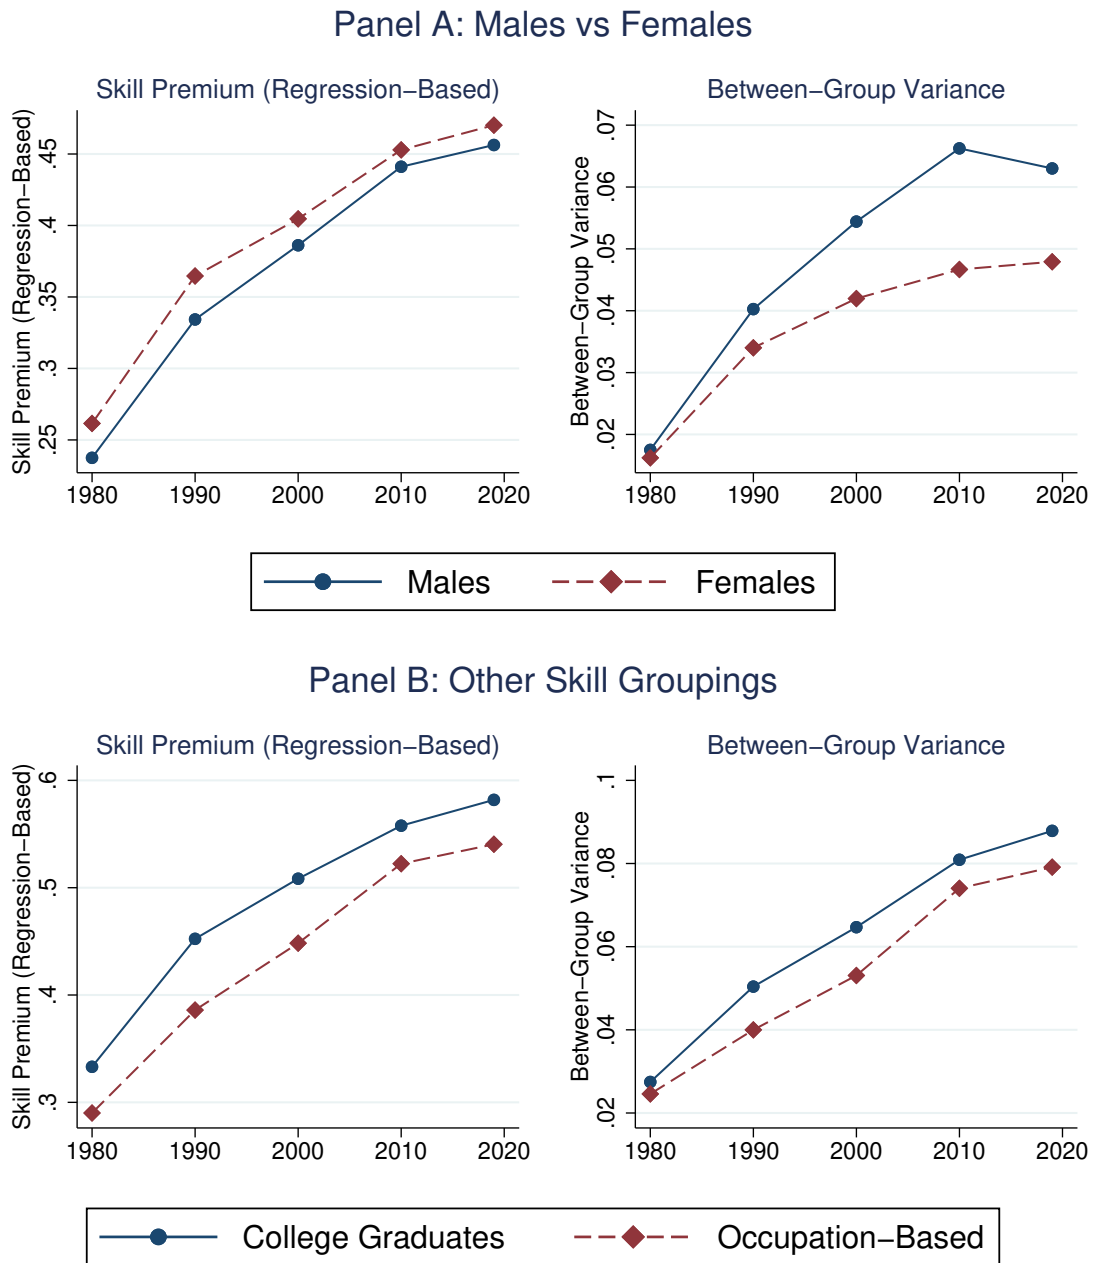 Panel A: Males vs Females
Skill Premium (Regression−Based)
Skill Premium (Regression−Based)
.45
.4
.35
.3
.25
1980 1990 2000 2010 2020
Between−Group Variance
Between−Group Variance
.07
.06
.05
.04
.03
.02
1980 1990 2000 2010 2020
Males Females
Panel B: Other Skill Groupings
Skill Premium (Regression−Based)
Skill Premium (Regression−Based)
.6
.5
.4
.3
1980 1990 2000 2010 2020
Between−Group Variance
Between−Group Variance
.1
.08
.06
.04
.02
1980 1990 2000 2010 2020
College Graduates Occupation−Based